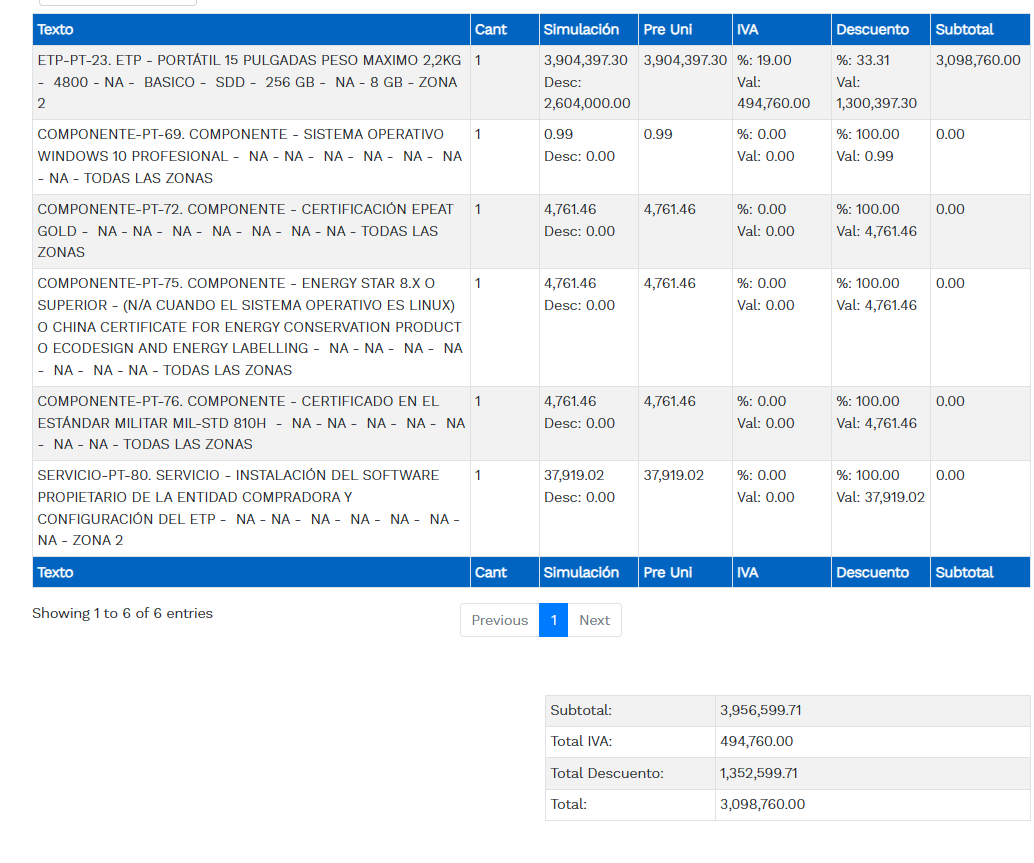 Texto Cant Simulación Pre Uni IVA Descuento Subtotal
ETP-PT-23. ETP - PORTÁTIL 15 PULGADAS PESO MAXIMO 2,2KG 1 3,904,397.30 3,904,397.30 %: 19.00 %: 33.31 3,098,760.00
- 4800 - NA - BASICO - SDD - 256 GB - NA - 8 GB - ZONA Desc: Val: Val:
2 2,604,000.00 494,760.00 1,300,397.30
COMPONENTE-PT-69. COMPONENTE - SISTEMA OPERATIVO 1 0.99 0.99 %: 0.00 %: 100.00 0.00
WINDOWS 10 PROFESIONAL - NA - NA - NA - NA - NA - NA Desc: 0.00 Val: 0.00 Val: 0.99
- NA - TODAS LAS ZONAS
COMPONENTE-PT-72. COMPONENTE - CERTIFICACIÓN EPEAT 1 4,761.46 4,761.46 %: 0.00 %: 100.00 0.00
GOLD - NA - NA - NA - NA - NA - NA - NA - TODAS LAS Desc: 0.00 Val: 0.00 Val: 4,761.46
ZONAS
COMPONENTE-PT-75. COMPONENTE - ENERGY STAR 8.X O 1 4,761.46 4,761.46 %: 0.00 %: 100.00 0.00
SUPERIOR - (N/A CUANDO EL SISTEMA OPERATIVO ES LINUX) Desc: 0.00 Val: 0.00 Val: 4,761.46
O CHINA CERTIFICATE FOR ENERGY CONSERVATION PRODUCT
O ECODESIGN AND ENERGY LABELLING - NA - NA - NA - NA
- NA - NA - NA - TODAS LAS ZONAS
COMPONENTE-PT-76. COMPONENTE - CERTIFICADO EN EL 1 4,761.46 4,761.46 %: 0.00 %: 100.00 0.00
ESTÁNDAR MILITAR MIL-STD 810H - NA - NA - NA - NA - NA Desc: 0.00 Val: 0.00 Val: 4,761.46
- NA - NA - TODAS LAS ZONAS
SERVICIO-PT-80. SERVICIO - INSTALACIÓN DEL SOFTWARE 1 37,919.02 37,919.02 %: 0.00 %: 100.00 0.00
PROPIETARIO DE LA ENTIDAD COMPRADORA Y Desc: 0.00 Val: 0.00 Val: 37,919.02
CONFIGURACIÓN DEL ETP - NA - NA - NA - NA - NA - NA -
NA - ZONA 2
Texto Cant Simulación Pre Uni IVA Descuento Subtotal
Showing 1 to 6 of 6 entries Previous 1 Next
Subtotal: 3,956,599.71
Total IVA: 494,760.00
Total Descuento: 1,352,599.71
Total: 3,098,760.00